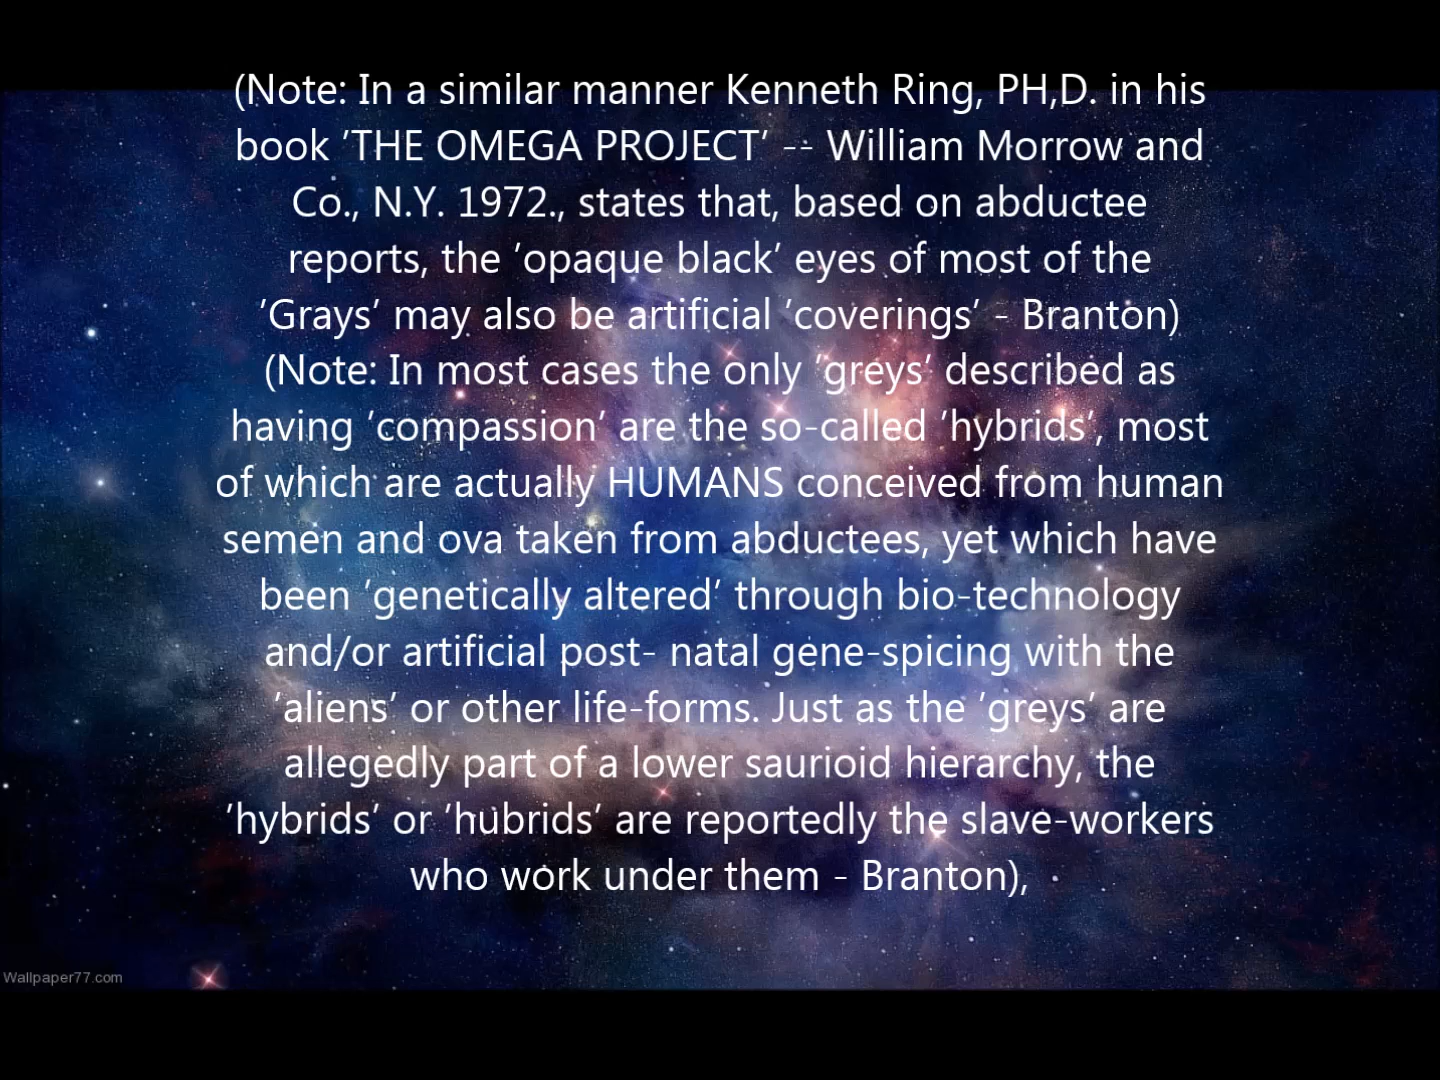 (Note: In a similar manner Kenneth Ring, PH,D. in his
book 'THE OMEGA PROJECT' -- William Morrow and
Co., N.Y. 1972., states that, based on abductee
reports, the 'opaque black' eyes of most of the
'Grays' may also be artificial 'coverings' - Branton)
(Note: In most cases the only 'greys' described as
having 'compassion' are the so-called 'hybrids', most
of which are actually HUMANS conceived from human
semen and ova taken from abductees, yet which have
been 'genetically altered' through bio-technology
and/or artificial post- natal gene-spicing with the
'aliens' or other life-forms. Just as the 'greys' are
allegedly part of a lower saurioid hierarchy, the
'hybrids' or 'hubrids' are reportedly the slave-workers
who work under them - Branton),
Wallpaper77.com